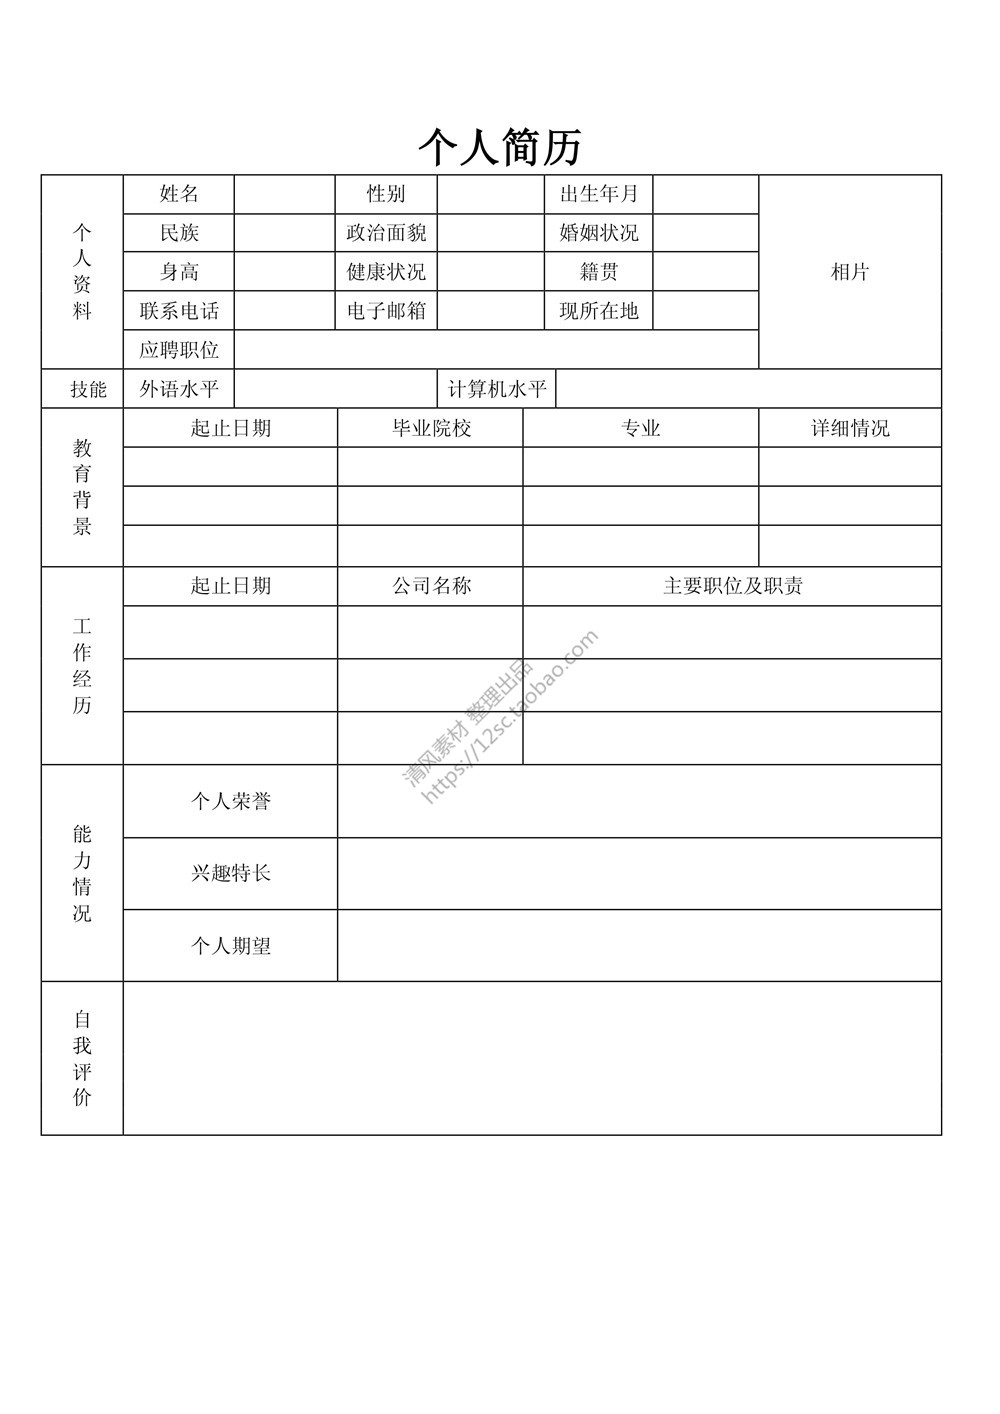 个人简历
个人资料
姓名 性别 出生年月
民族 政治面貌 婚姻状况
相片
身高 健康状况 籍贯
联系电话 电子邮箱 现所在地
应聘职位
技能 外语水平 计算机水平
教育背景
起止日期 毕业院校 专业 详细情况
工作经历
起止日期 公司名称 主要职位及职责
清风素材 整理出品
https://12sc.taobao.com
能力情况
个人荣誉
兴趣特长
个人期望
自我评价